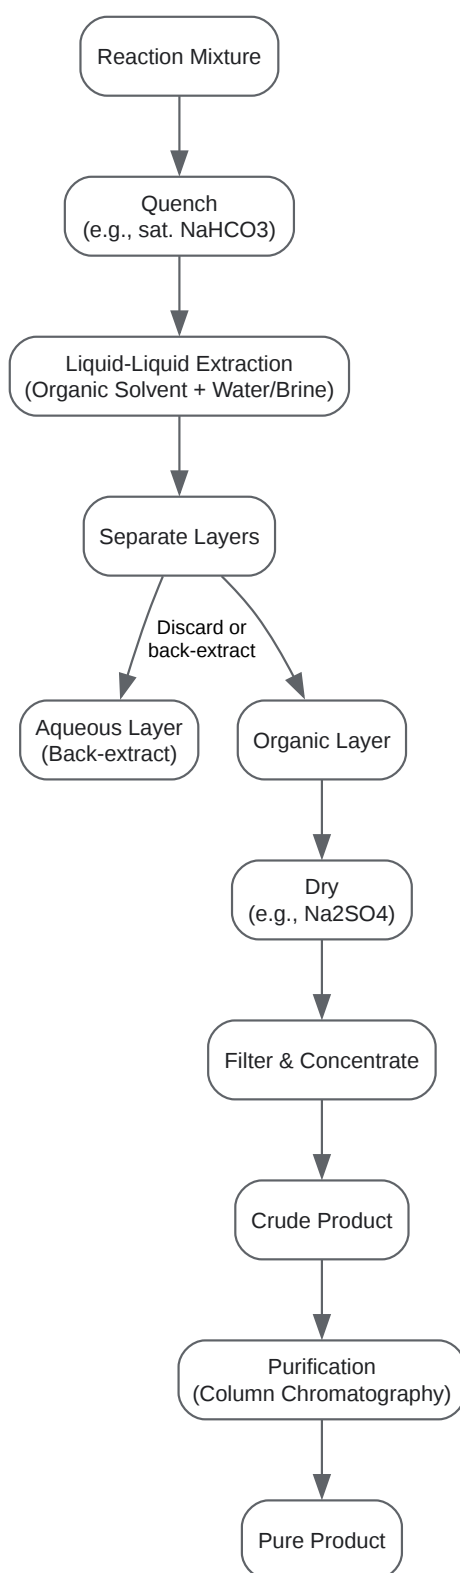 Reaction Mixture
Quench
(e.g., sat. NaHCO3)
Liquid-Liquid Extraction
(Organic Solvent + Water/Brine)
Separate Layers
Discard or
back-extract
Aqueous Layer
(Back-extract)
Organic Layer
Dry
(e.g., Na2SO4)
Filter & Concentrate
Crude Product
Purification
(Column Chromatography)
Pure Product